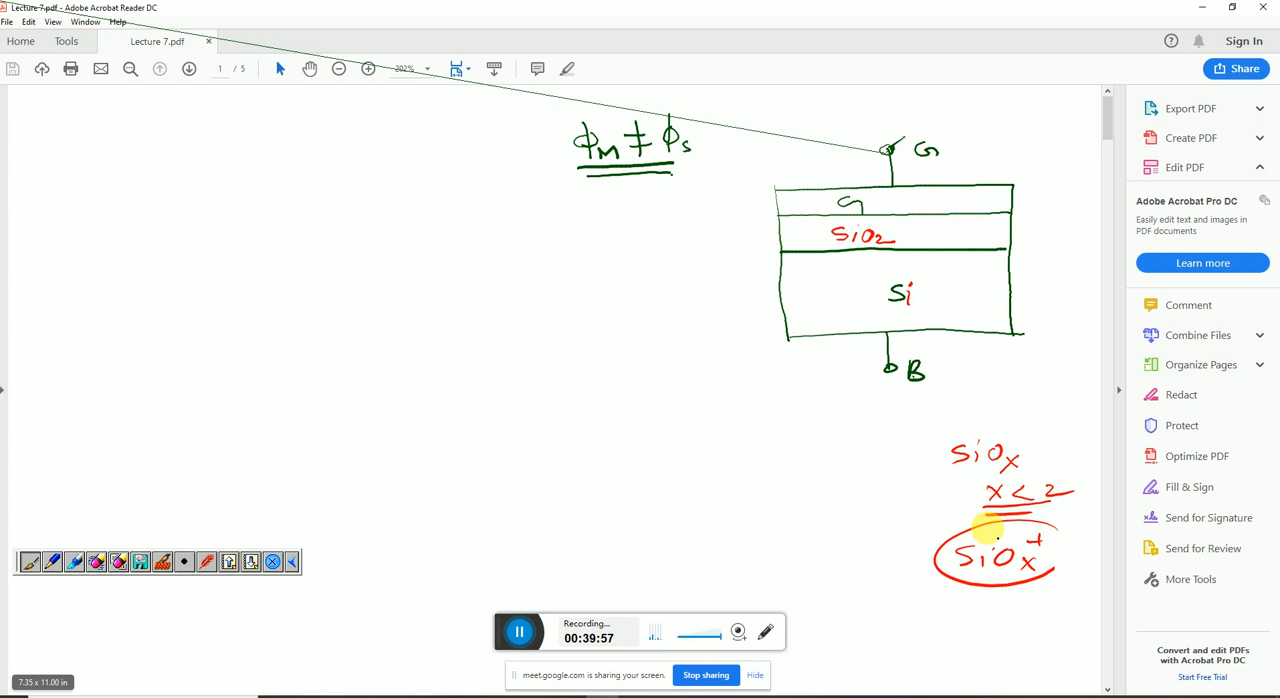 Lecture 7.pdf - Adobe Acrobat Reader DC
File Edit View Window Help
Home Tools Lecture 7.pdf × Sign In
1 / 5 202% Share
ϕM ≠ ϕs
G
G
SiO2
Si
B
SiOx
x < 2
SiOx+
Export PDF
Create PDF
Edit PDF
Adobe Acrobat Pro DC
Easily edit text and images in
PDF documents
Learn more
Comment
Combine Files
Organize Pages
Redact
Protect
Optimize PDF
Fill & Sign
Send for Signature
Send for Review
More Tools
Convert and edit PDFs
with Acrobat Pro DC
Start Free Trial
Recording...
00:39:57
meet.google.com is sharing your screen. Stop sharing Hide
7.35 x 11.00 in